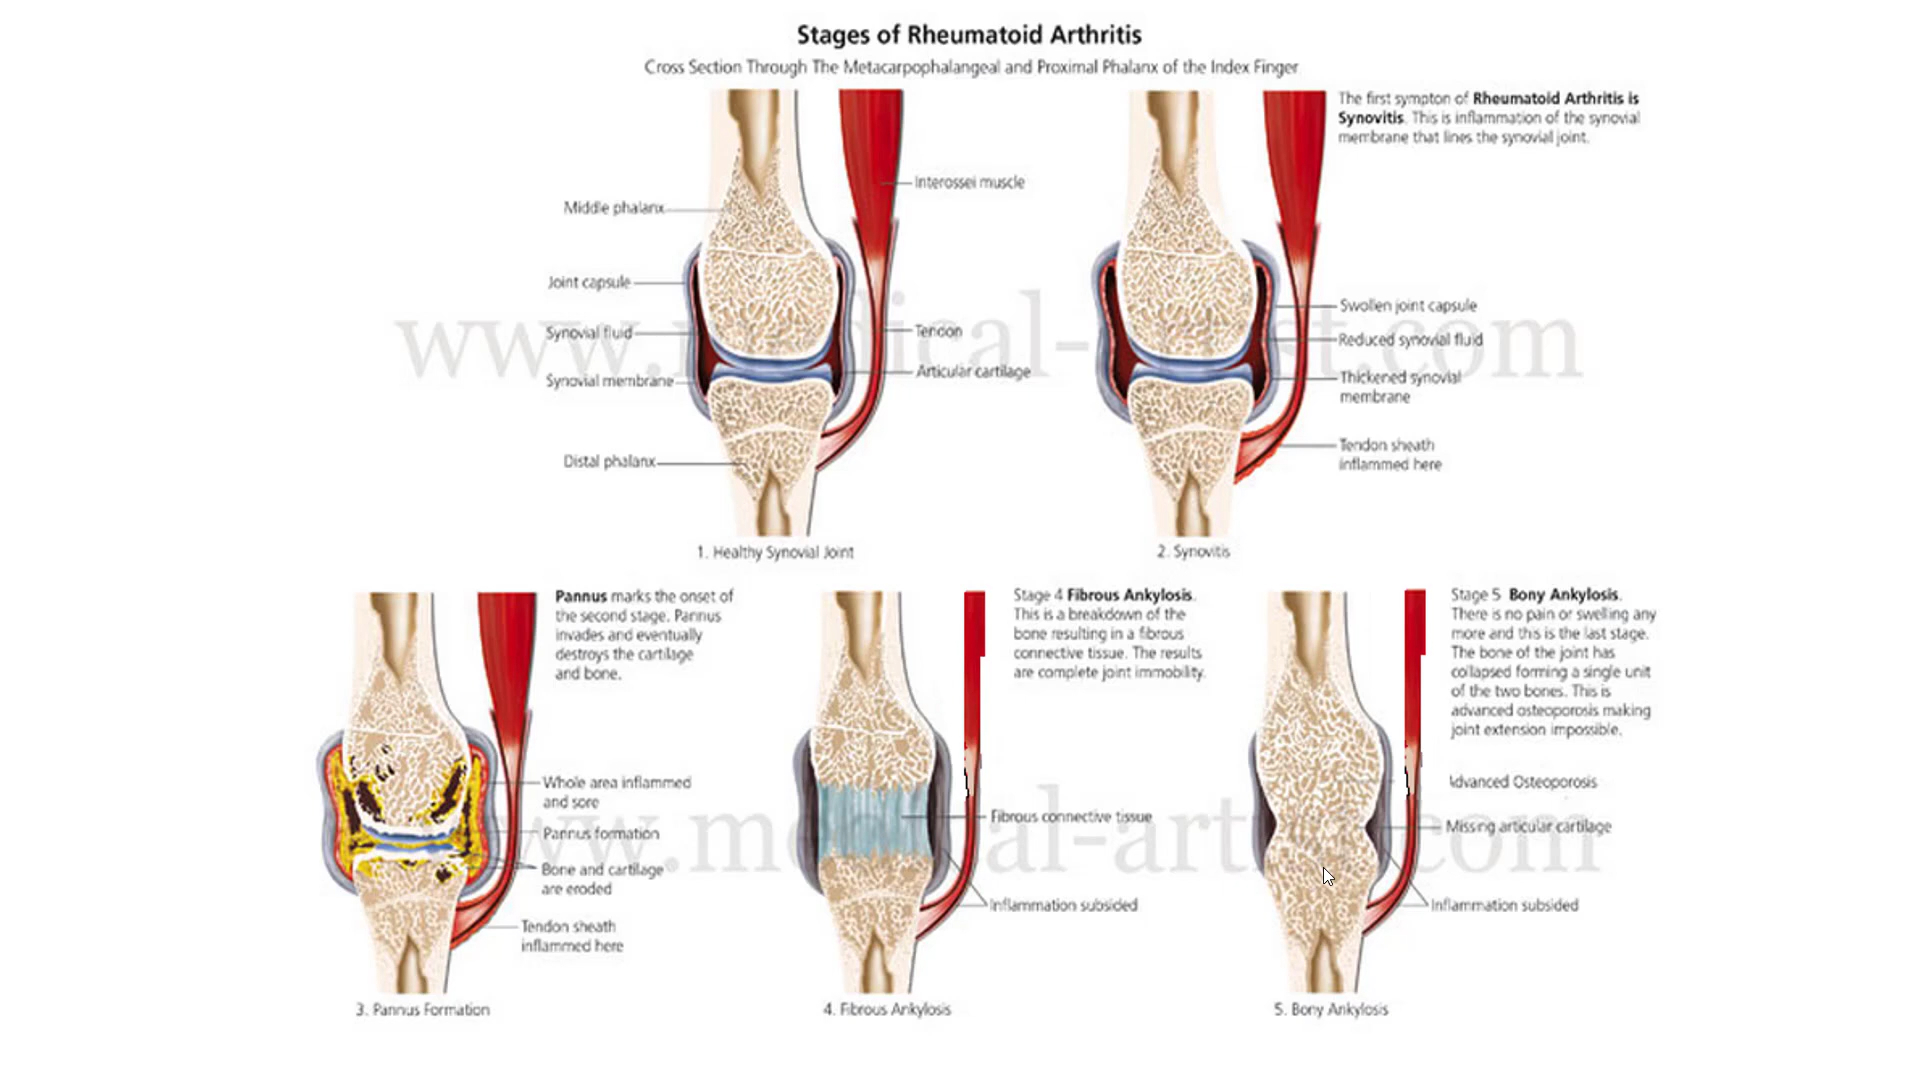 Stages of Rheumatoid Arthritis
Cross Section Through The Metacarpophalangeal and Proximal Phalanx of the Index Finger
The first sympton of Rheumatoid Arthritis is
Synovitis. This is inflammation of the synovial
membrane that lines the synovial joint.
Interossei muscle
Middle phalanx
Joint capsule
Synovial fluid
Synovial membrane
Tendon
Articular cartilage
Distal phalanx
1. Healthy Synovial Joint
Swollen joint capsule
Reduced synovial fluid
Thickened synovial
membrane
Tendon sheath
inflammed here
2. Synovitis
www.medical-artist.com
Pannus marks the onset of
the second stage. Pannus
invades and eventually
destroys the cartilage
and bone.
Whole area inflammed
and sore
Pannus formation
Bone and cartilage
are eroded
Tendon sheath
inflammed here
3. Pannus Formation
Stage 4 Fibrous Ankylosis.
This is a breakdown of the
bone resulting in a fibrous
connective tissue. The results
are complete joint immobility.
Fibrous connective tissue
Inflammation subsided
4. Fibrous Ankylosis
Stage 5 Bony Ankylosis.
There is no pain or swelling any
more and this is the last stage.
The bone of the joint has
collapsed forming a single unit
of the two bones. This is
advanced osteoporosis making
joint extension impossible.
Advanced Osteoporosis
Missing articular cartilage
Inflammation subsided
5. Bony Ankylosis
www.medical-artist.com